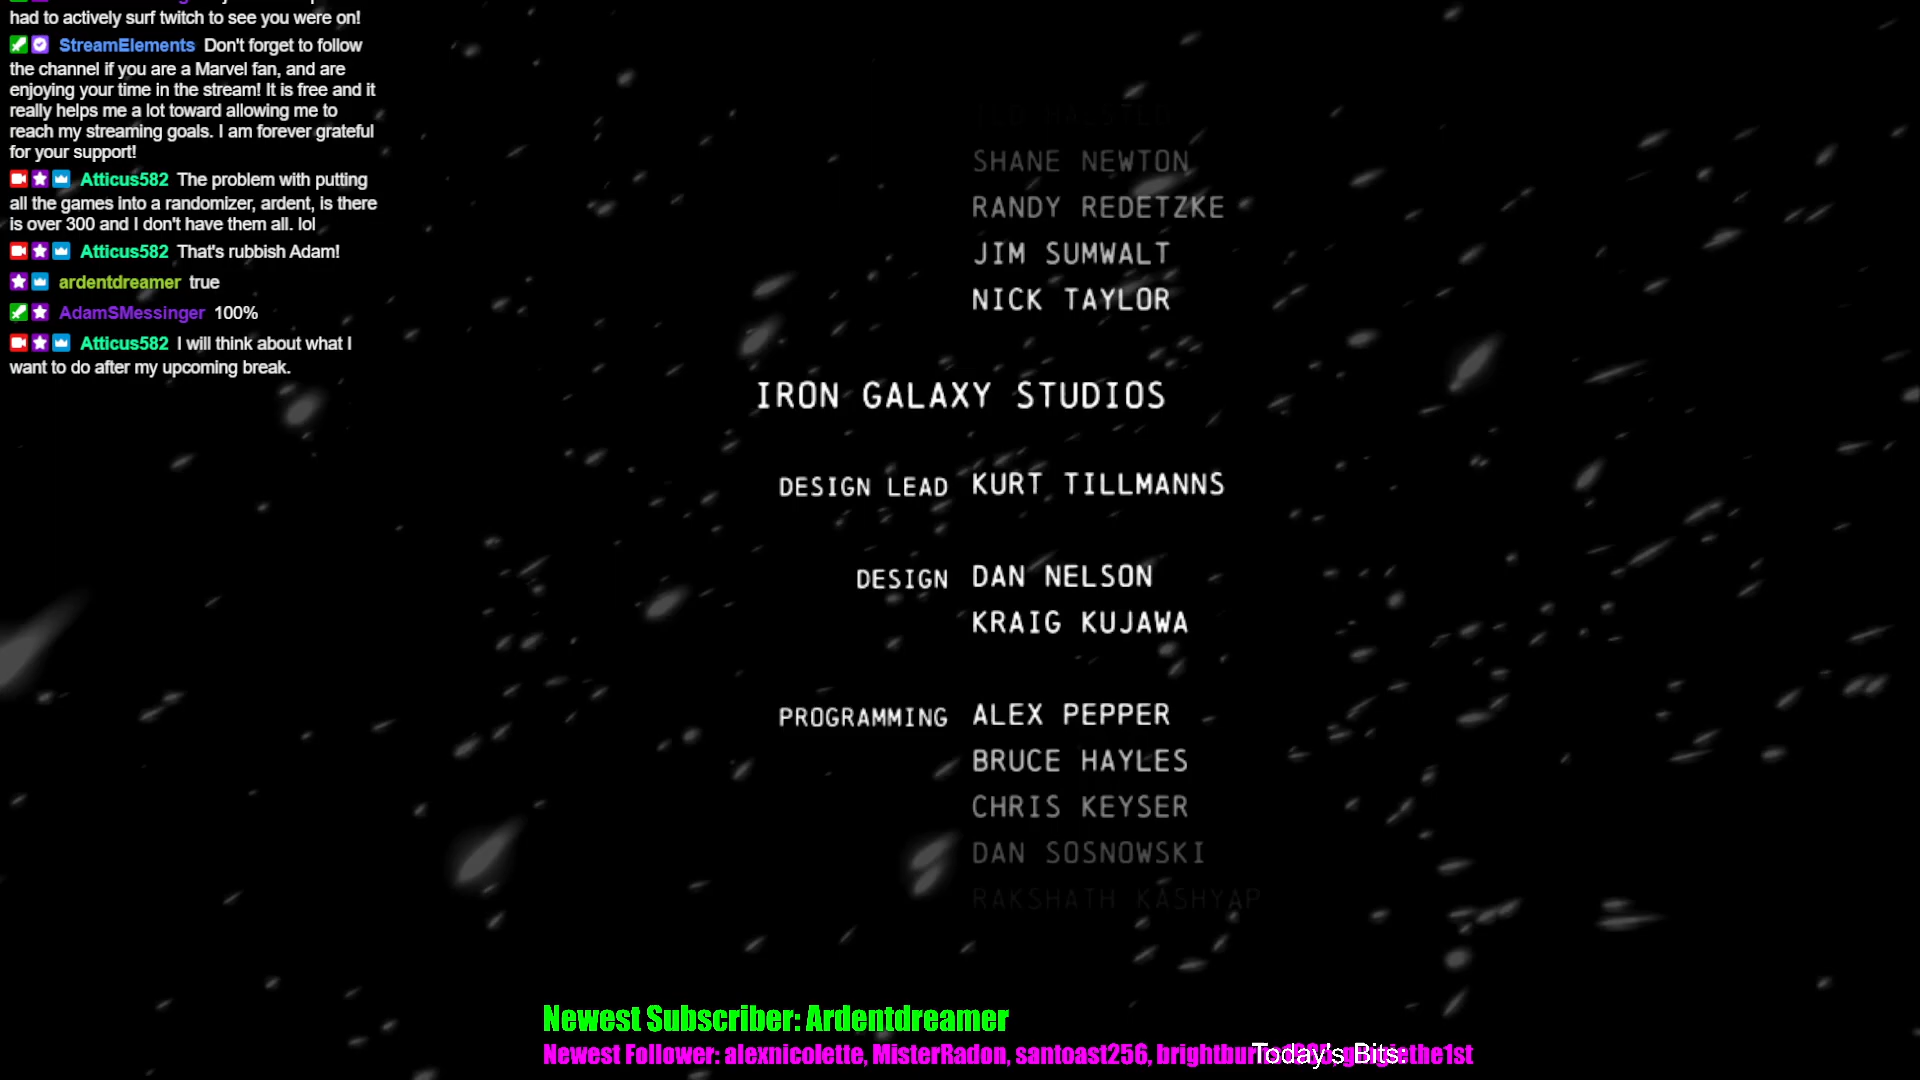 had to actively surf twitch to see you were on!
StreamElements Don't forget to follow
the channel if you are a Marvel fan, and are
enjoying your time in the stream! It is free and it
really helps me a lot toward allowing me to
reach my streaming goals. I am forever grateful
for your support!
Atticus582 The problem with putting
all the games into a randomizer, ardent, is there
is over 300 and I don't have them all. lol
Atticus582 That's rubbish Adam!
ardentdreamer true
AdamSMessinger 100%
Atticus582 I will think about what I
want to do after my upcoming break.
SHANE NEWTON
RANDY REDETZKE
JIM SUMWALT
NICK TAYLOR
IRON GALAXY STUDIOS
DESIGN LEAD KURT TILLMANNS
DESIGN DAN NELSON
KRAIG KUJAWA
PROGRAMMING ALEX PEPPER
BRUCE HAYLES
CHRIS KEYSER
DAN SOSNOWSKI
RAKSHATH KASHYAP
Newest Subscriber: Ardentdreamer
Newest Follower: alexnicolette, MisterRadon, santoast256,
Today's Bits: